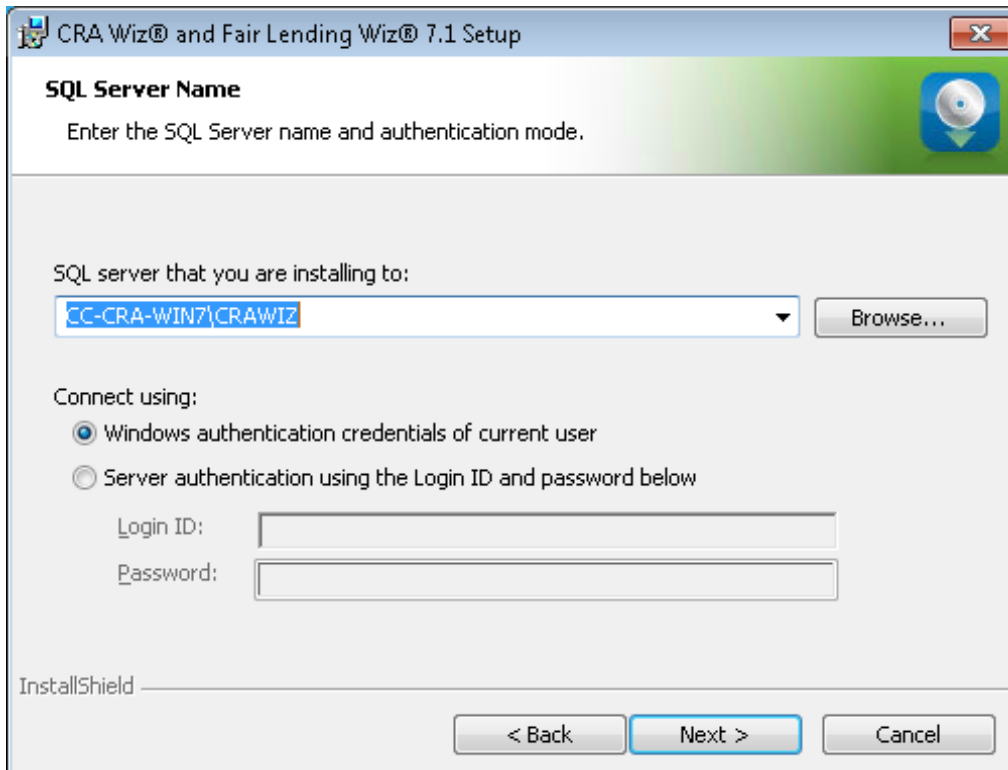 CRA Wiz® and Fair Lending Wiz® 7.1 Setup
SQL Server Name
Enter the SQL Server name and authentication mode.
SQL server that you are installing to:
CC-CRA-WIN7\CRAWIZ
Browse...
Connect using:
Windows authentication credentials of current user
Server authentication using the Login ID and password below
Login ID:
Password:
InstallShield
< Back Next > Cancel